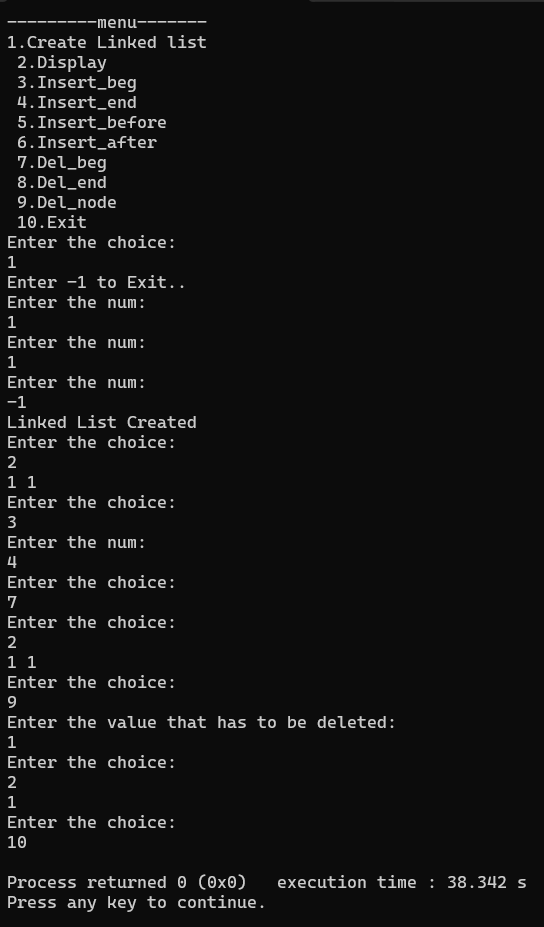 ---------menu-------
1.Create Linked list
 2.Display
 3.Insert_beg
 4.Insert_end
 5.Insert_before
 6.Insert_after
 7.Del_beg
 8.Del_end
 9.Del_node
 10.Exit
Enter the choice:
1
Enter -1 to Exit..
Enter the num:
1
Enter the num:
1
Enter the num:
-1
Linked List Created
Enter the choice:
2
1 1
Enter the choice:
3
Enter the num:
4
Enter the choice:
7
Enter the choice:
2
1 1
Enter the choice:
9
Enter the value that has to be deleted:
1
Enter the choice:
2
1
Enter the choice:
10

Process returned 0 (0x0)   execution time : 38.342 s
Press any key to continue.